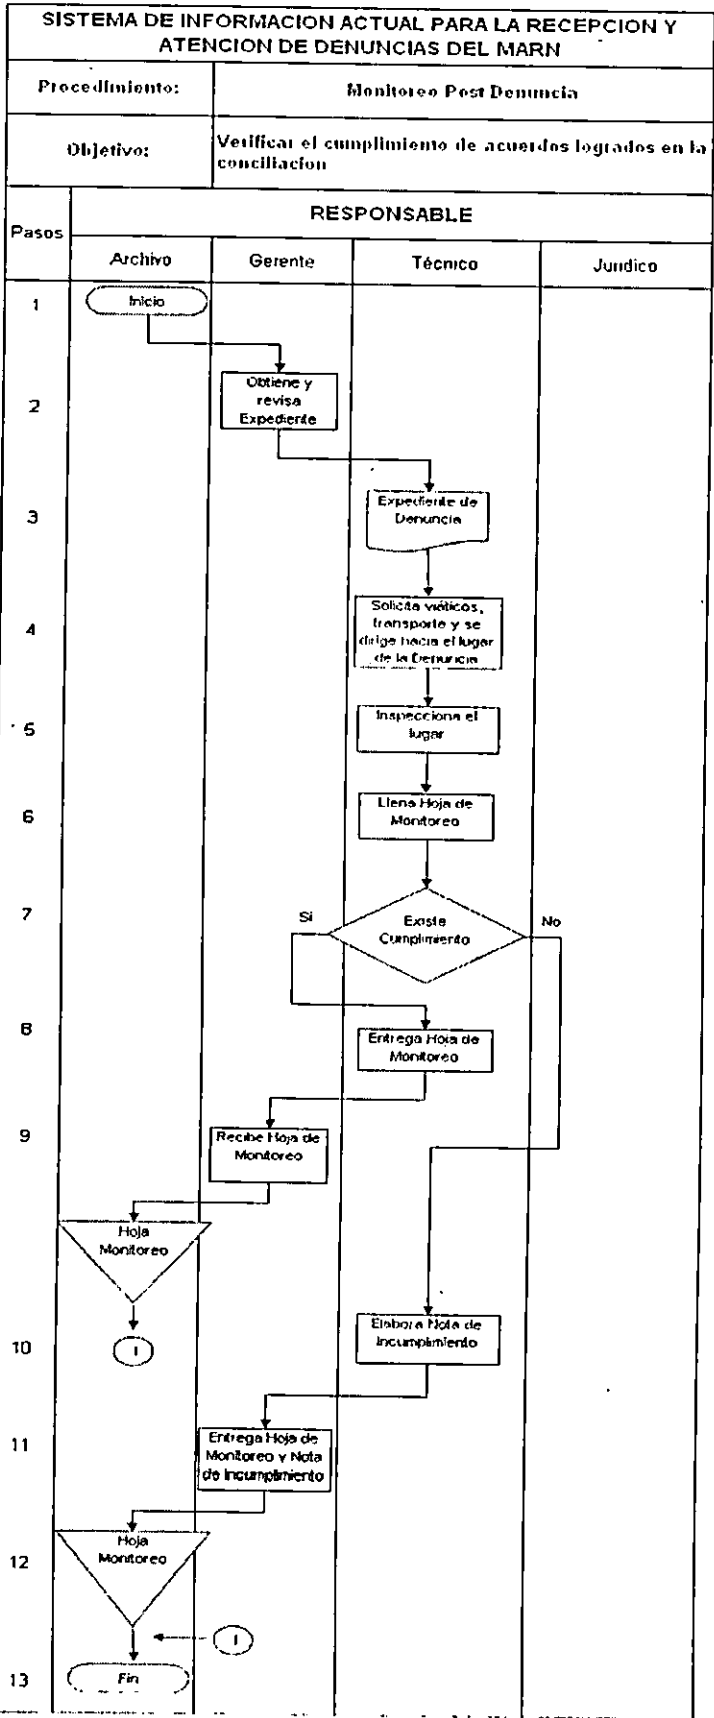 SISTEMA DE INFORMACION ACTUAL PARA LA RECEPCION Y
ATENCION DE DENUNCIAS DEL MARN
Procedimiento:
Monitoreo Post Denuncia
Objetivo:
Verificar el cumplimiento de acuerdos logrados en la
conciliacion
Pasos
RESPONSABLE
Archivo
Gerente
Técnico
Juridico
1
Inicio
2
Obtiene y
revisa
Expediente
3
Expediente de
Denuncia
4
Solicita viáticos,
transporte y se
dirige hacia el lugar
de la Denuncia
5
Inspecciona el
lugar
6
Llena Hoja de
Monitoreo
7
Si
Existe
Cumplimiento
No
8
Entrega Hoja de
Monitoreo
9
Recibe Hoja de
Monitoreo
Hoja
Monitoreo
10
1
Elabora Nota de
Incumplimiento
11
Entrega Hoja de
Monitoreo y Nota
de Incumplimiento
12
Hoja
Monitoreo
1
13
Fin